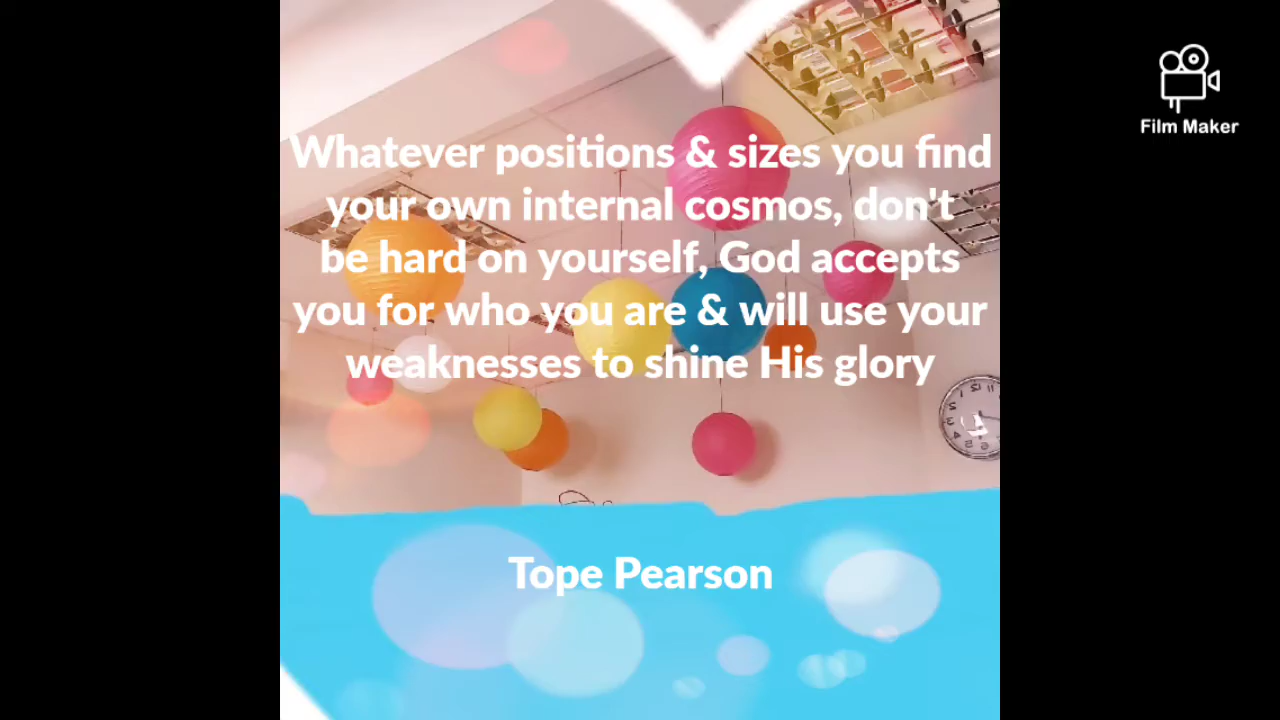 Film Maker
Whatever positions & sizes you find
your own internal cosmos, don't
be hard on yourself, God accepts
you for who you are & will use your
weaknesses to shine His glory
Tope Pearson